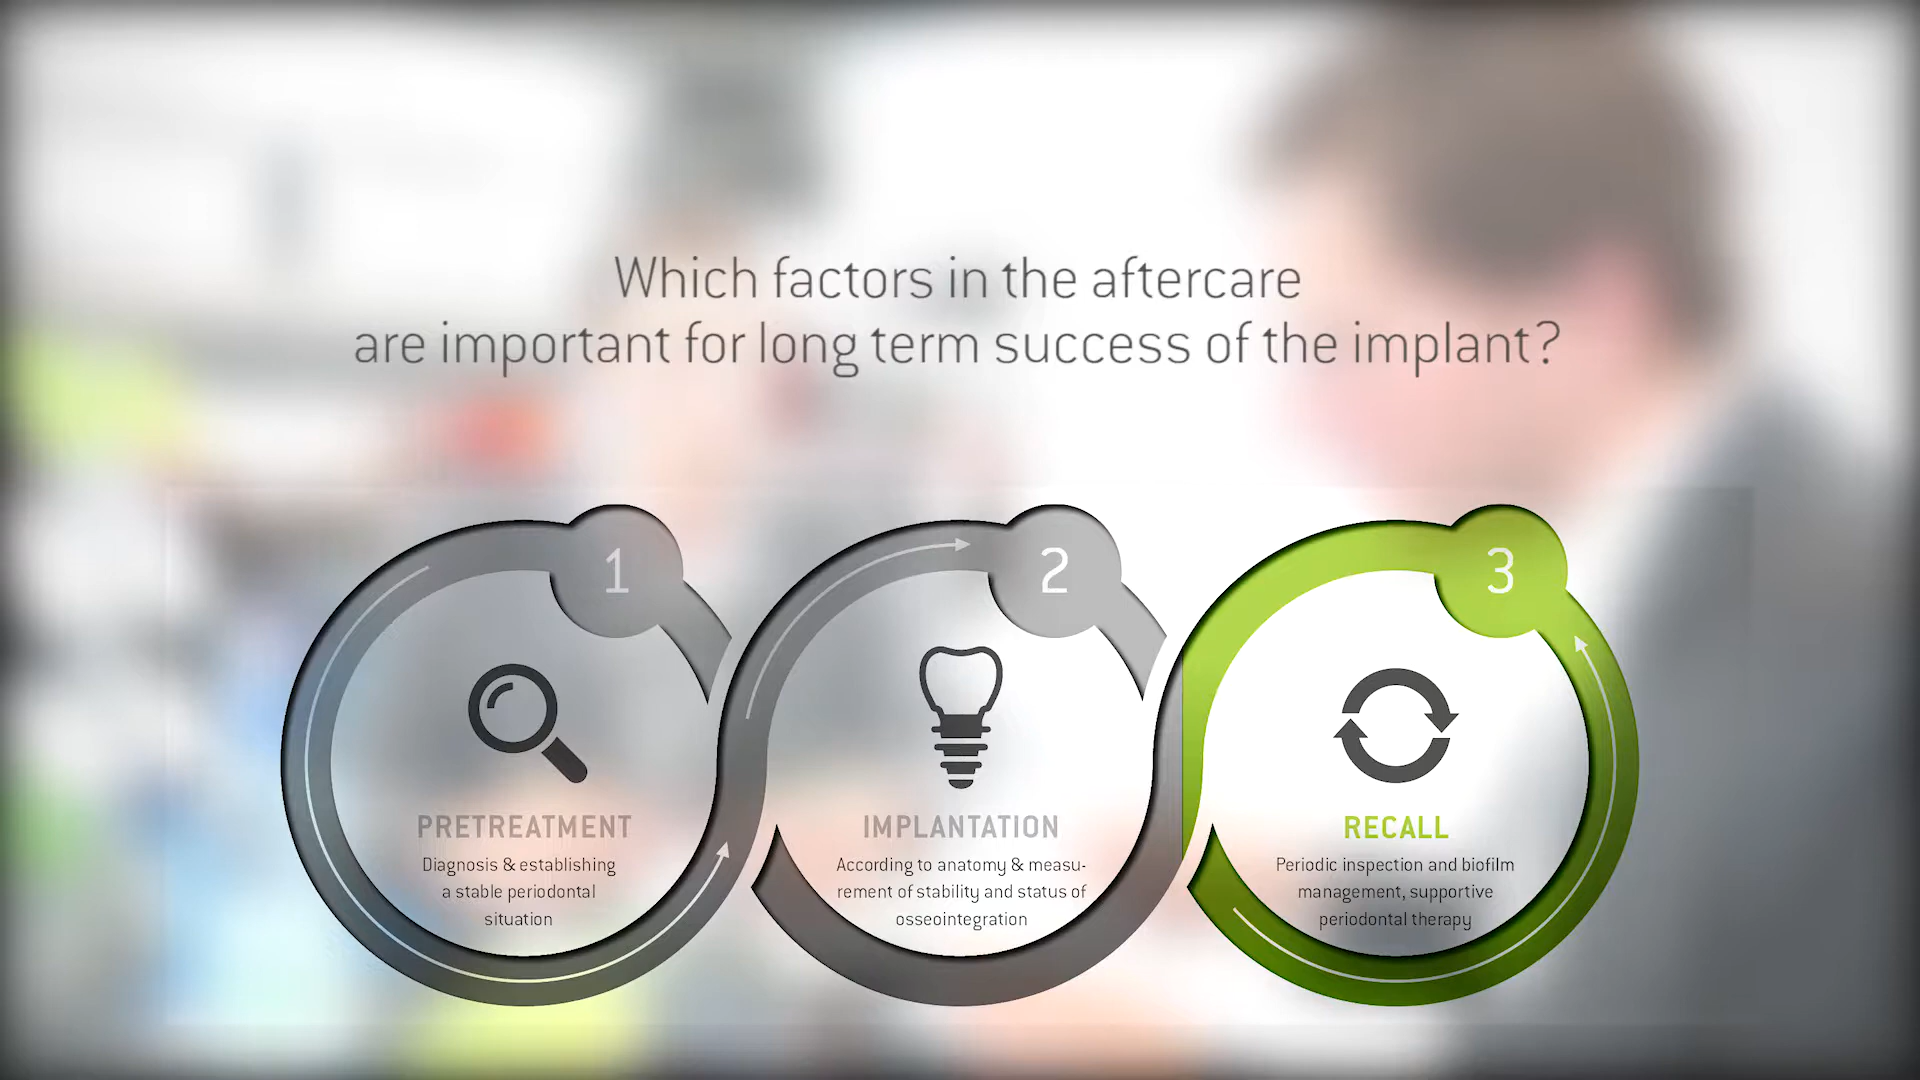 Which factors in the aftercare
are important for long term success of the implant?
1
2
3
PRETREATMENT
Diagnosis & establishing
a stable periodontal
situation
IMPLANTATION
According to anatomy & measu-
rement of stability and status of
osseointegration
RECALL
Periodic inspection and biofilm
management, supportive
periodontal therapy